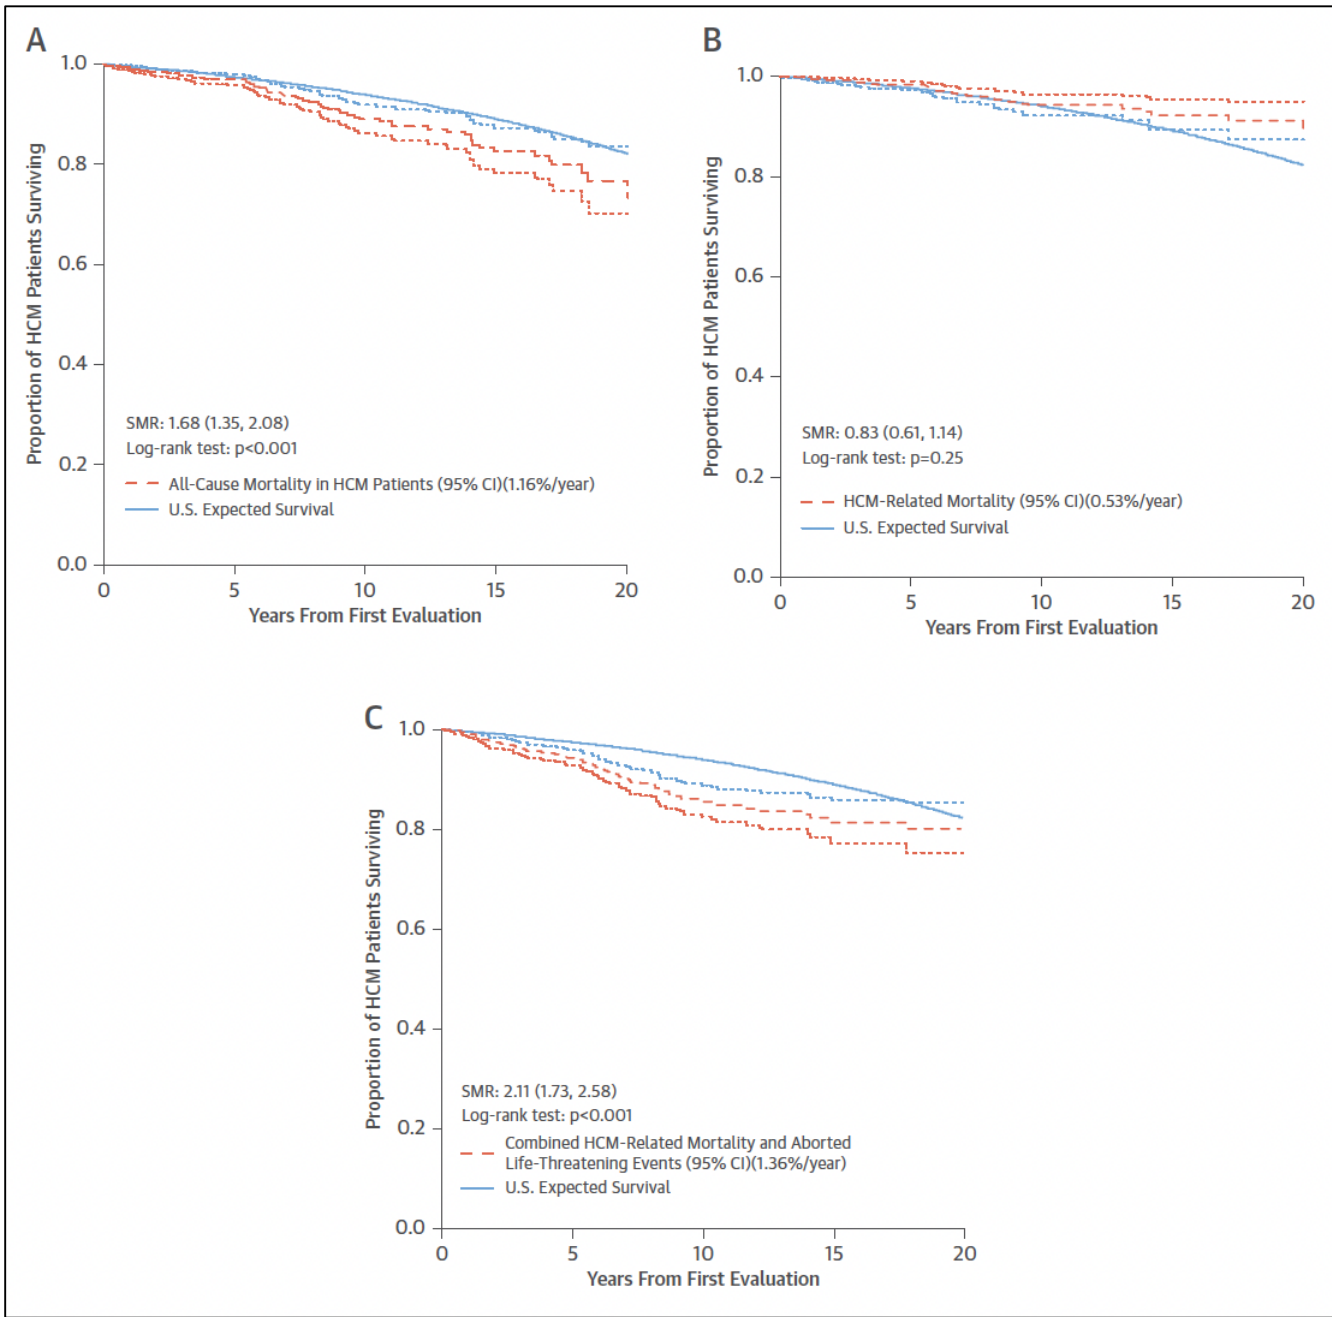 A
1.0
0.8
0.6
0.4
0.2
0.0
Proportion of HCM Patients Surviving
SMR: 1.68 (1.35, 2.08)
Log-rank test: p<0.001
All-Cause Mortality in HCM Patients (95% CI)(1.16%/year)
U.S. Expected Survival
0 5 10 15 20
Years From First Evaluation
B
1.0
0.8
0.6
0.4
0.2
0.0
Proportion of HCM Patients Surviving
SMR: 0.83 (0.61, 1.14)
Log-rank test: p=0.25
HCM-Related Mortality (95% CI)(0.53%/year)
U.S. Expected Survival
0 5 10 15 20
Years From First Evaluation
C
1.0
0.8
0.6
0.4
0.2
0.0
Proportion of HCM Patients Surviving
SMR: 2.11 (1.73, 2.58)
Log-rank test: p<0.001
Combined HCM-Related Mortality and Aborted
Life-Threatening Events (95% CI)(1.36%/year)
U.S. Expected Survival
0 5 10 15 20
Years From First Evaluation